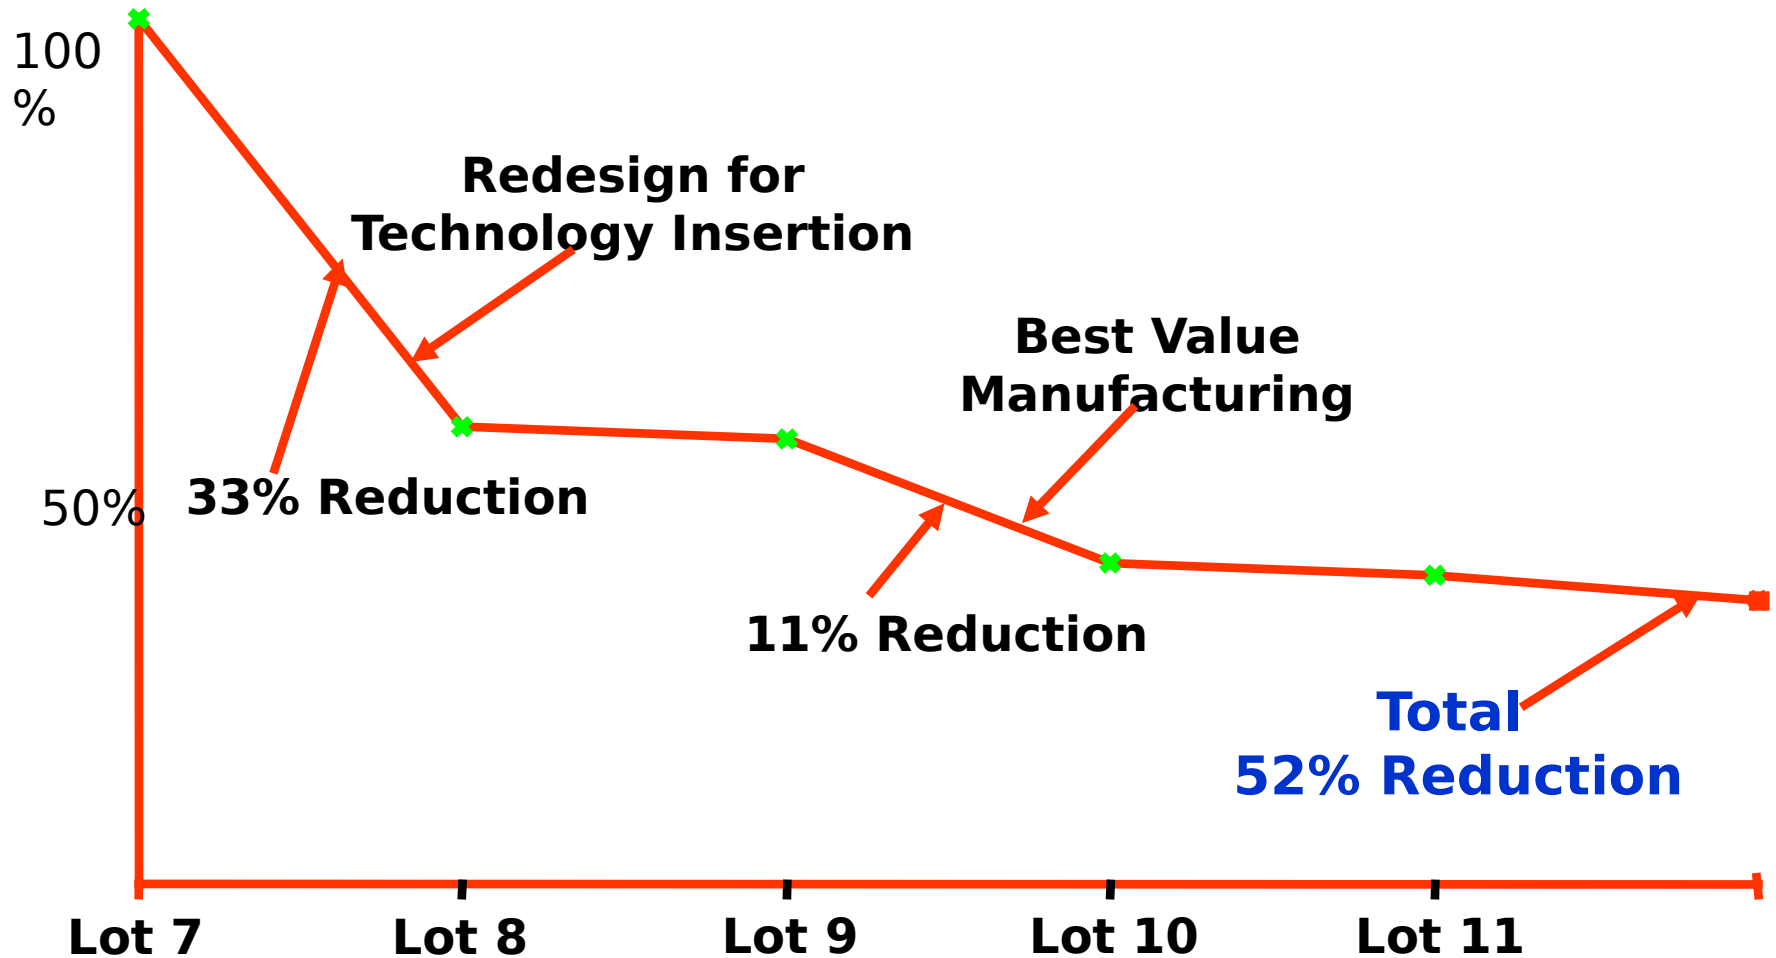 100
%
Redesign for
Technology Insertion
Best Value
Manufacturing
50%
33% Reduction
11% Reduction
Total
52% Reduction
Lot 7
Lot 8
Lot 9
Lot 10
Lot 11